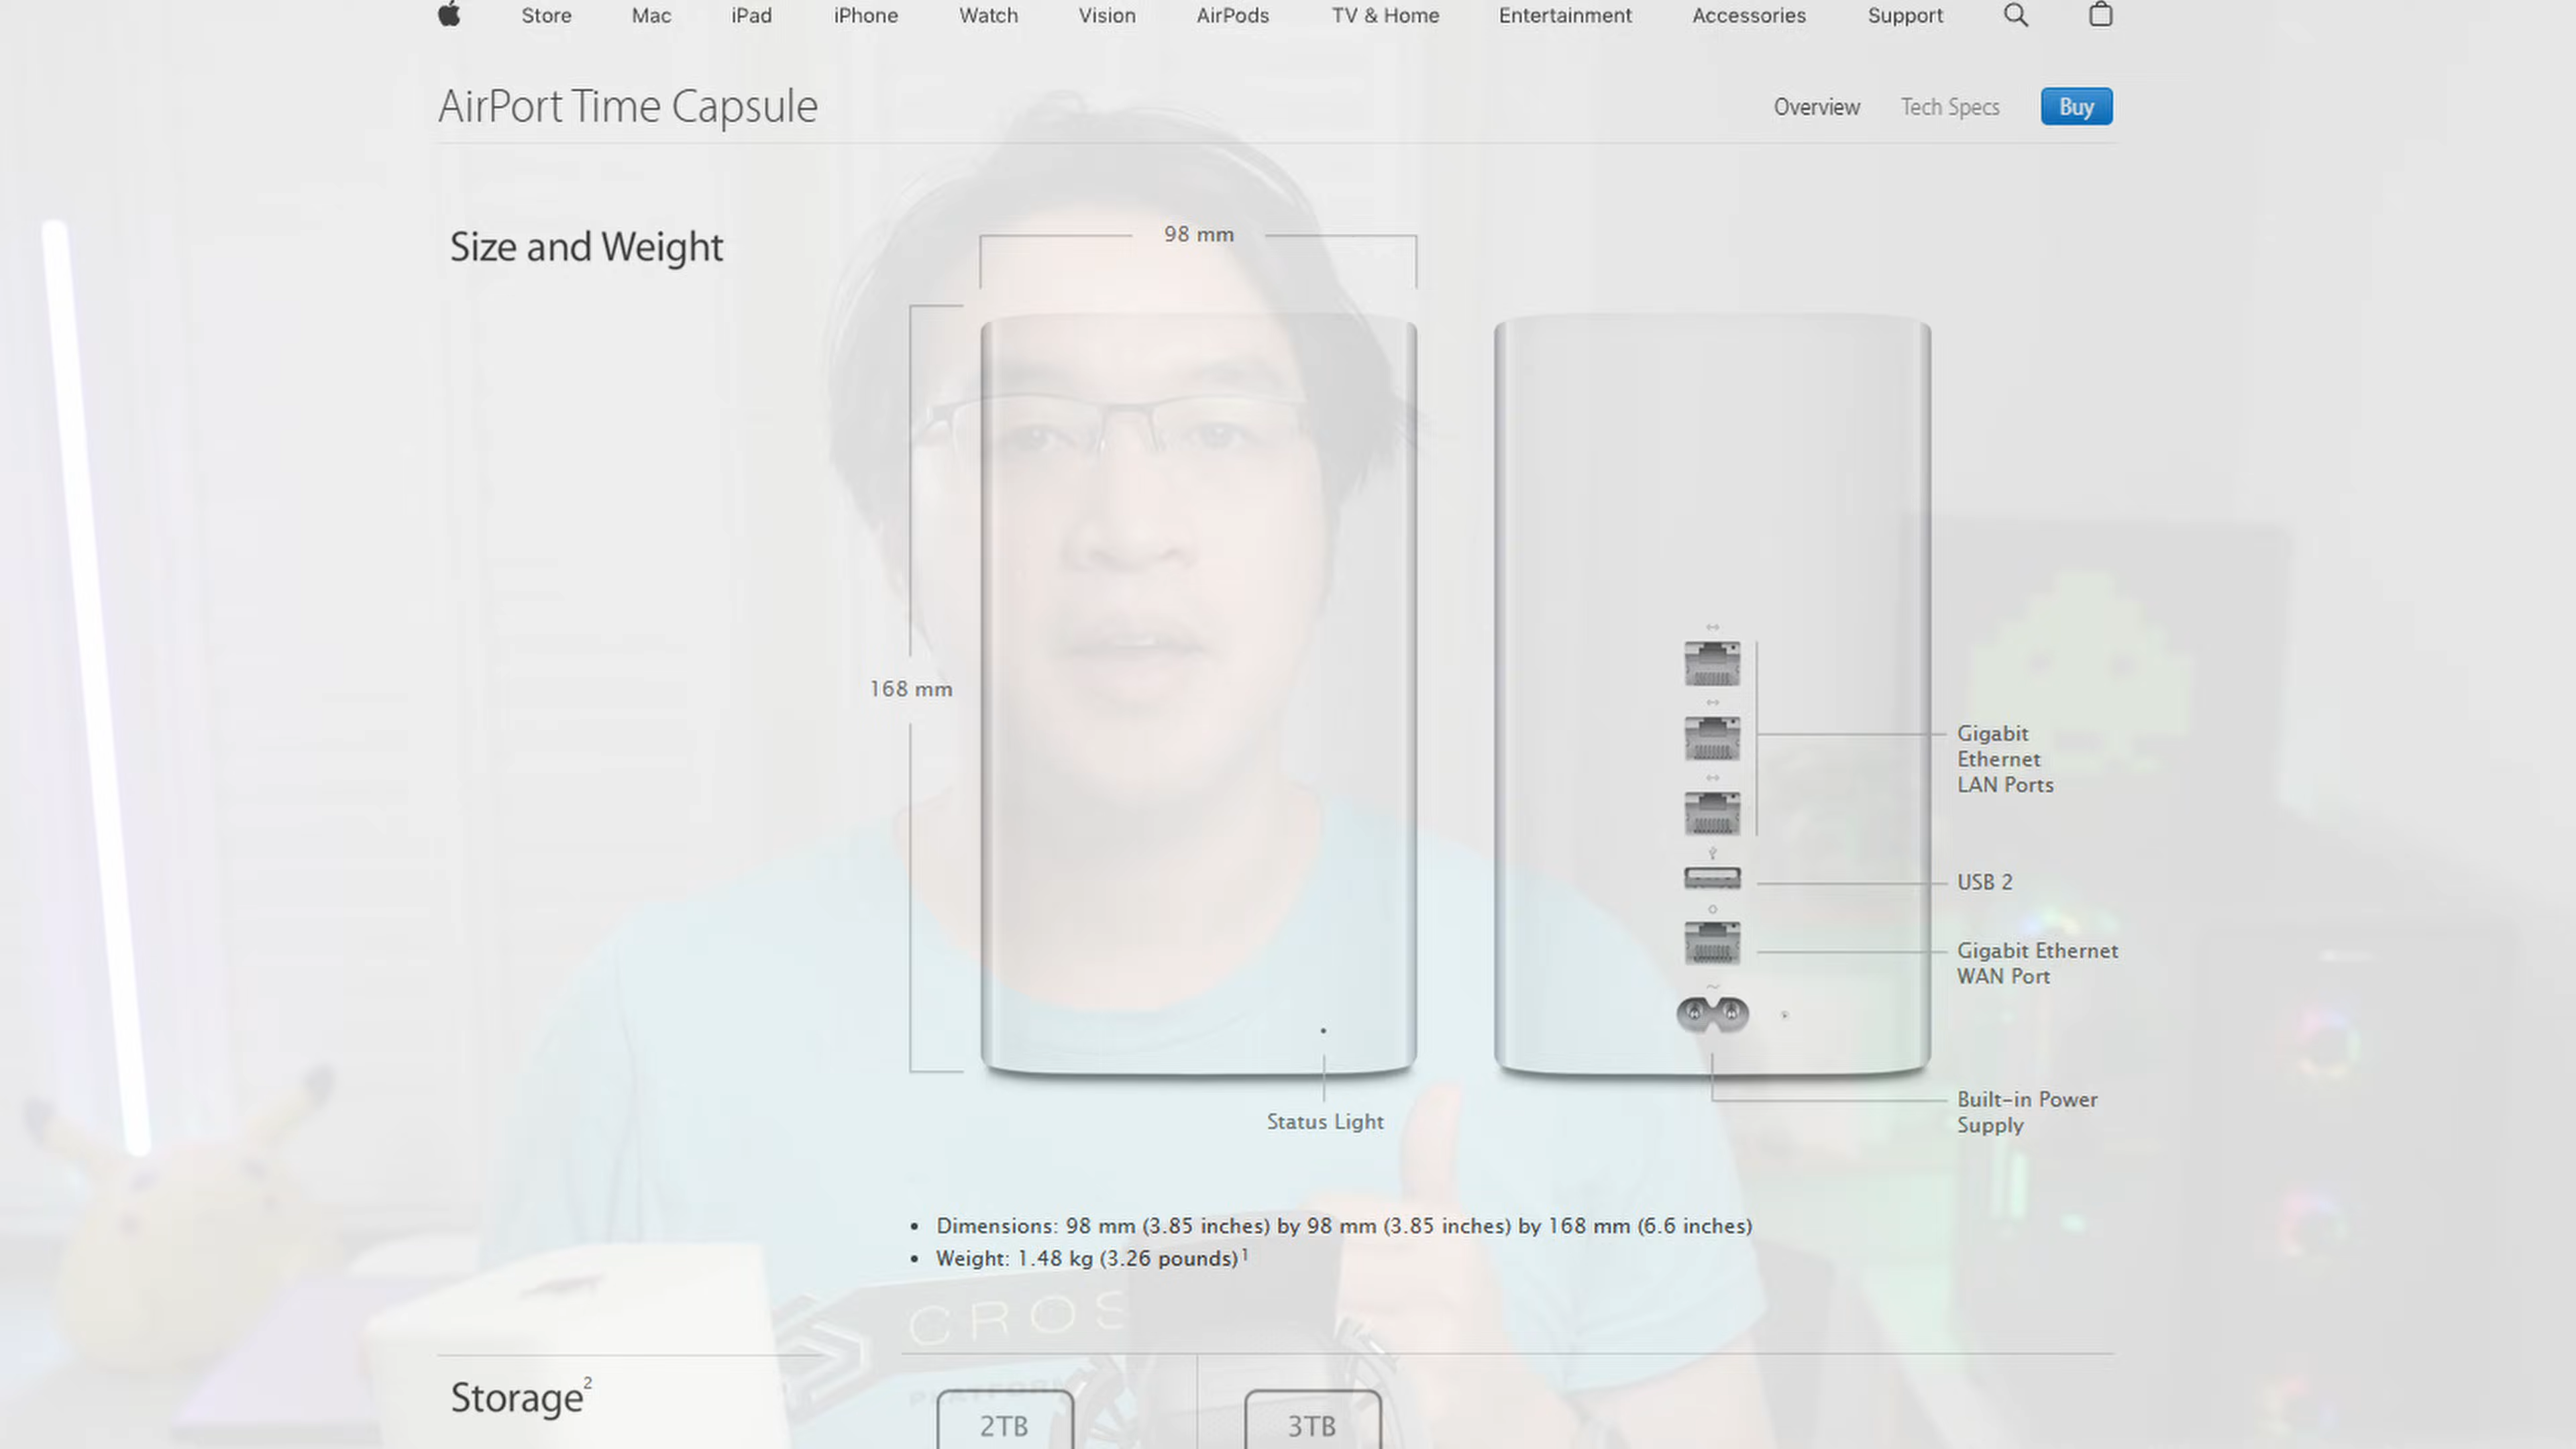 Store Mac iPad iPhone Watch Vision AirPods TV & Home Entertainment Accessories Support
AirPort Time Capsule
Overview Tech Specs Buy
Size and Weight
98 mm
168 mm
Gigabit
Ethernet
LAN Ports
USB 2
Gigabit Ethernet
WAN Port
Built-in Power
Supply
Status Light
• Dimensions: 98 mm (3.85 inches) by 98 mm (3.85 inches) by 168 mm (6.6 inches)
• Weight: 1.48 kg (3.26 pounds)1
CROS
PLATFORM
Storage2
2TB 3TB